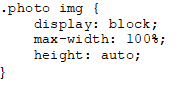 .photo img {
    display: block;
    max-width: 100%;
    height: auto;
}